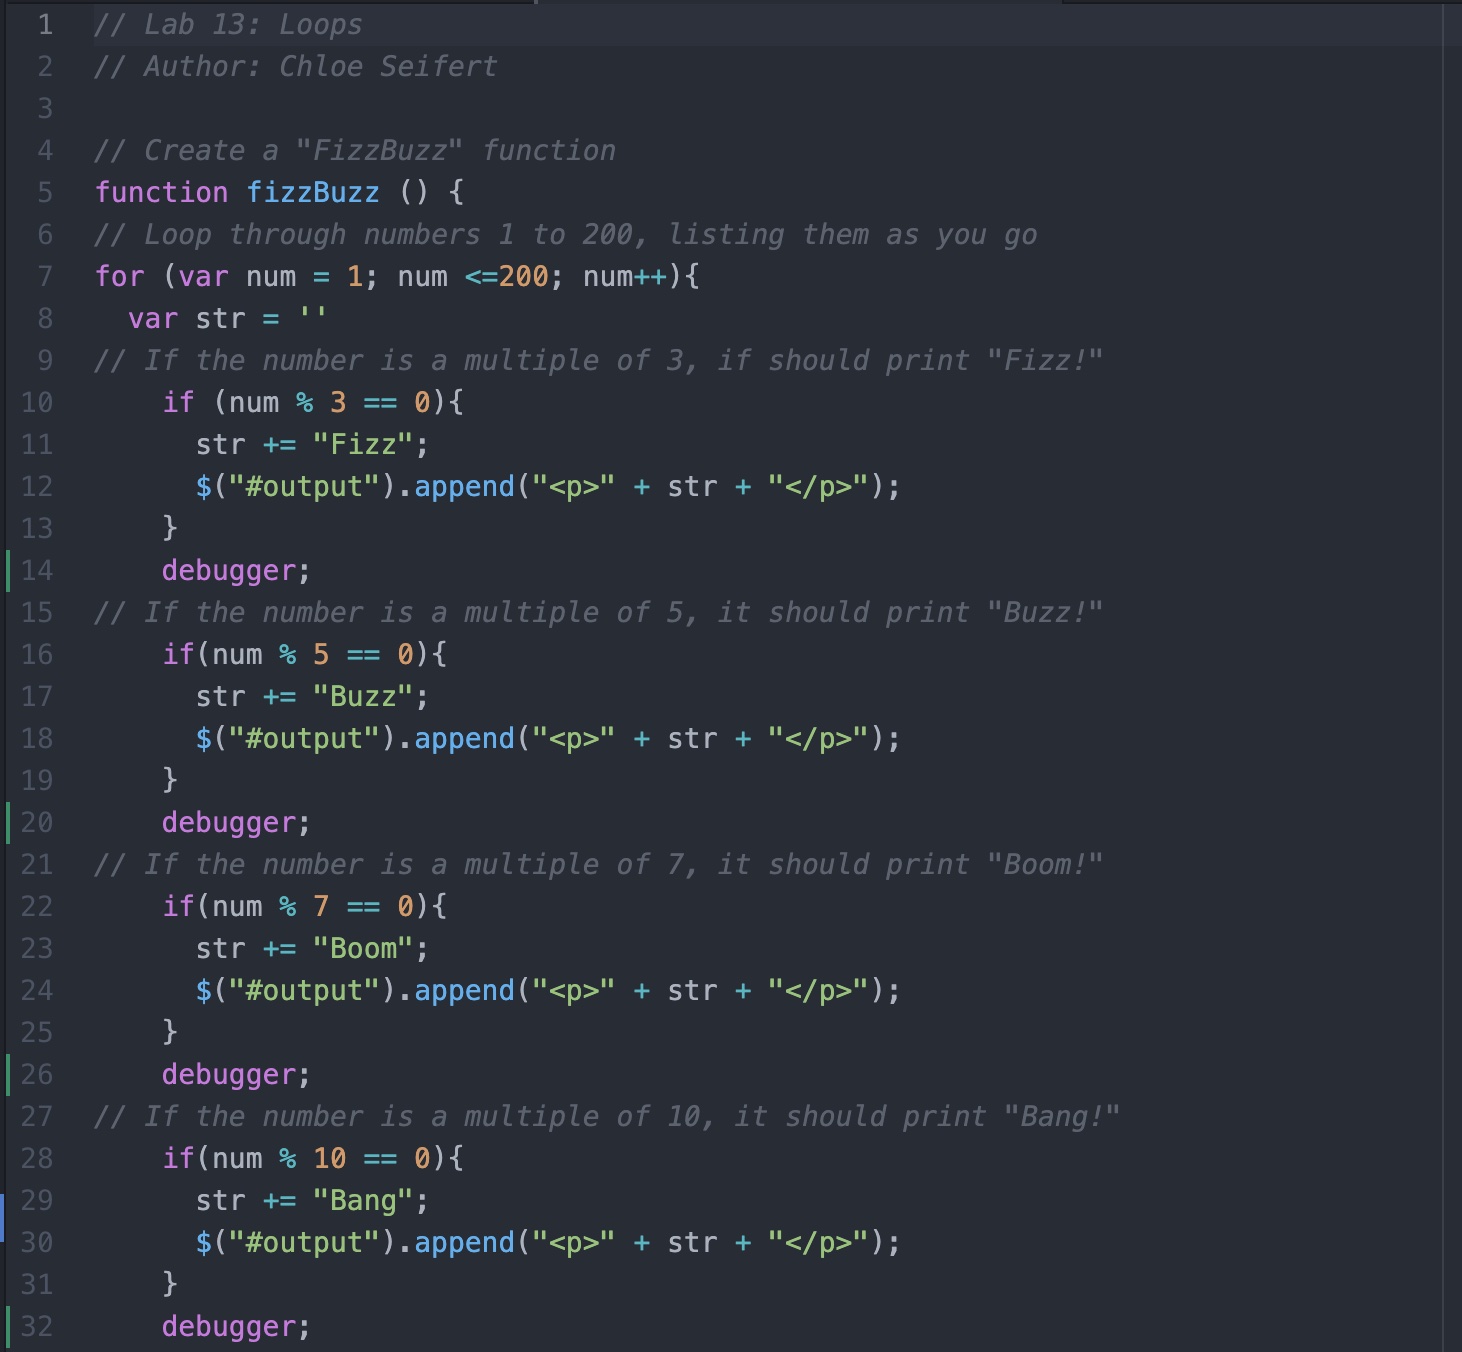 1 // Lab 13: Loops
2 // Author: Chloe Seifert
3
4 // Create a "FizzBuzz" function
5 function fizzBuzz () {
6 // Loop through numbers 1 to 200, listing them as you go
7 for (var num = 1; num <=200; num++){
8   var str = ''
9 // If the number is a multiple of 3, if should print "Fizz!"
10     if (num % 3 == 0){
11       str += "Fizz";
12       $("#output").append("<p>" + str + "</p>");
13     }
14     debugger;
15 // If the number is a multiple of 5, it should print "Buzz!"
16     if(num % 5 == 0){
17       str += "Buzz";
18       $("#output").append("<p>" + str + "</p>");
19     }
20     debugger;
21 // If the number is a multiple of 7, it should print "Boom!"
22     if(num % 7 == 0){
23       str += "Boom";
24       $("#output").append("<p>" + str + "</p>");
25     }
26     debugger;
27 // If the number is a multiple of 10, it should print "Bang!"
28     if(num % 10 == 0){
29       str += "Bang";
30       $("#output").append("<p>" + str + "</p>");
31     }
32     debugger;